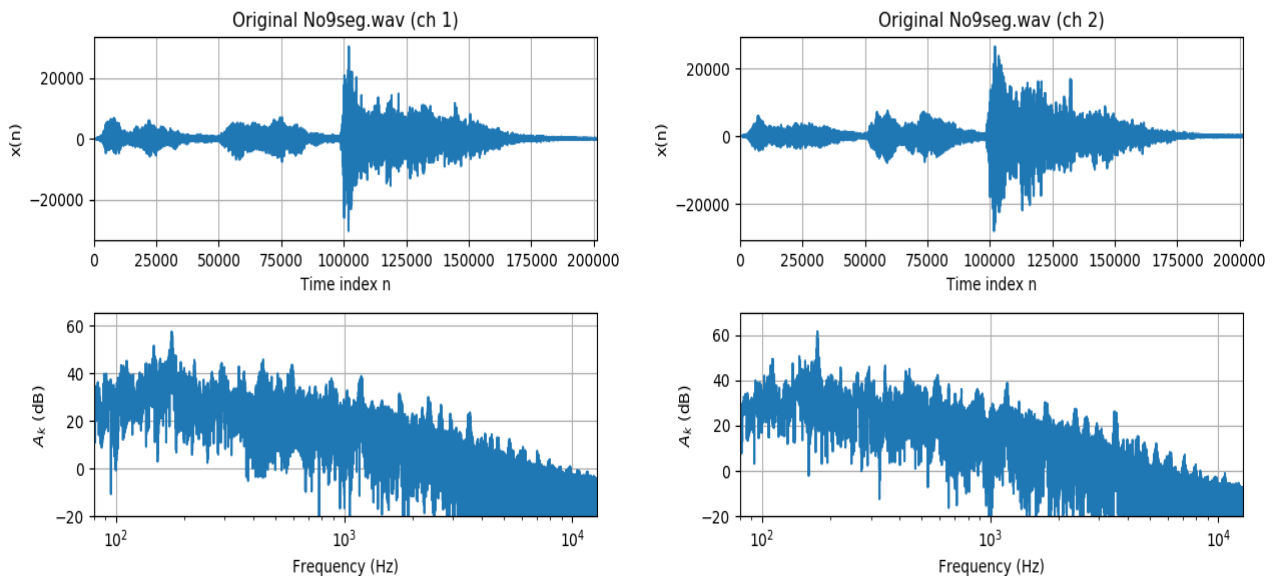 Original No9seg.wav (ch 1)
20000
0
−20000
x(n)
0 25000 50000 75000 100000 125000 150000 175000 200000
Time index n
Original No9seg.wav (ch 2)
20000
0
−20000
x(n)
0 25000 50000 75000 100000 125000 150000 175000 200000
Time index n
60
40
20
0
−20
A_k (dB)
10^2 10^3 10^4
Frequency (Hz)
60
40
20
0
−20
A_k (dB)
10^2 10^3 10^4
Frequency (Hz)